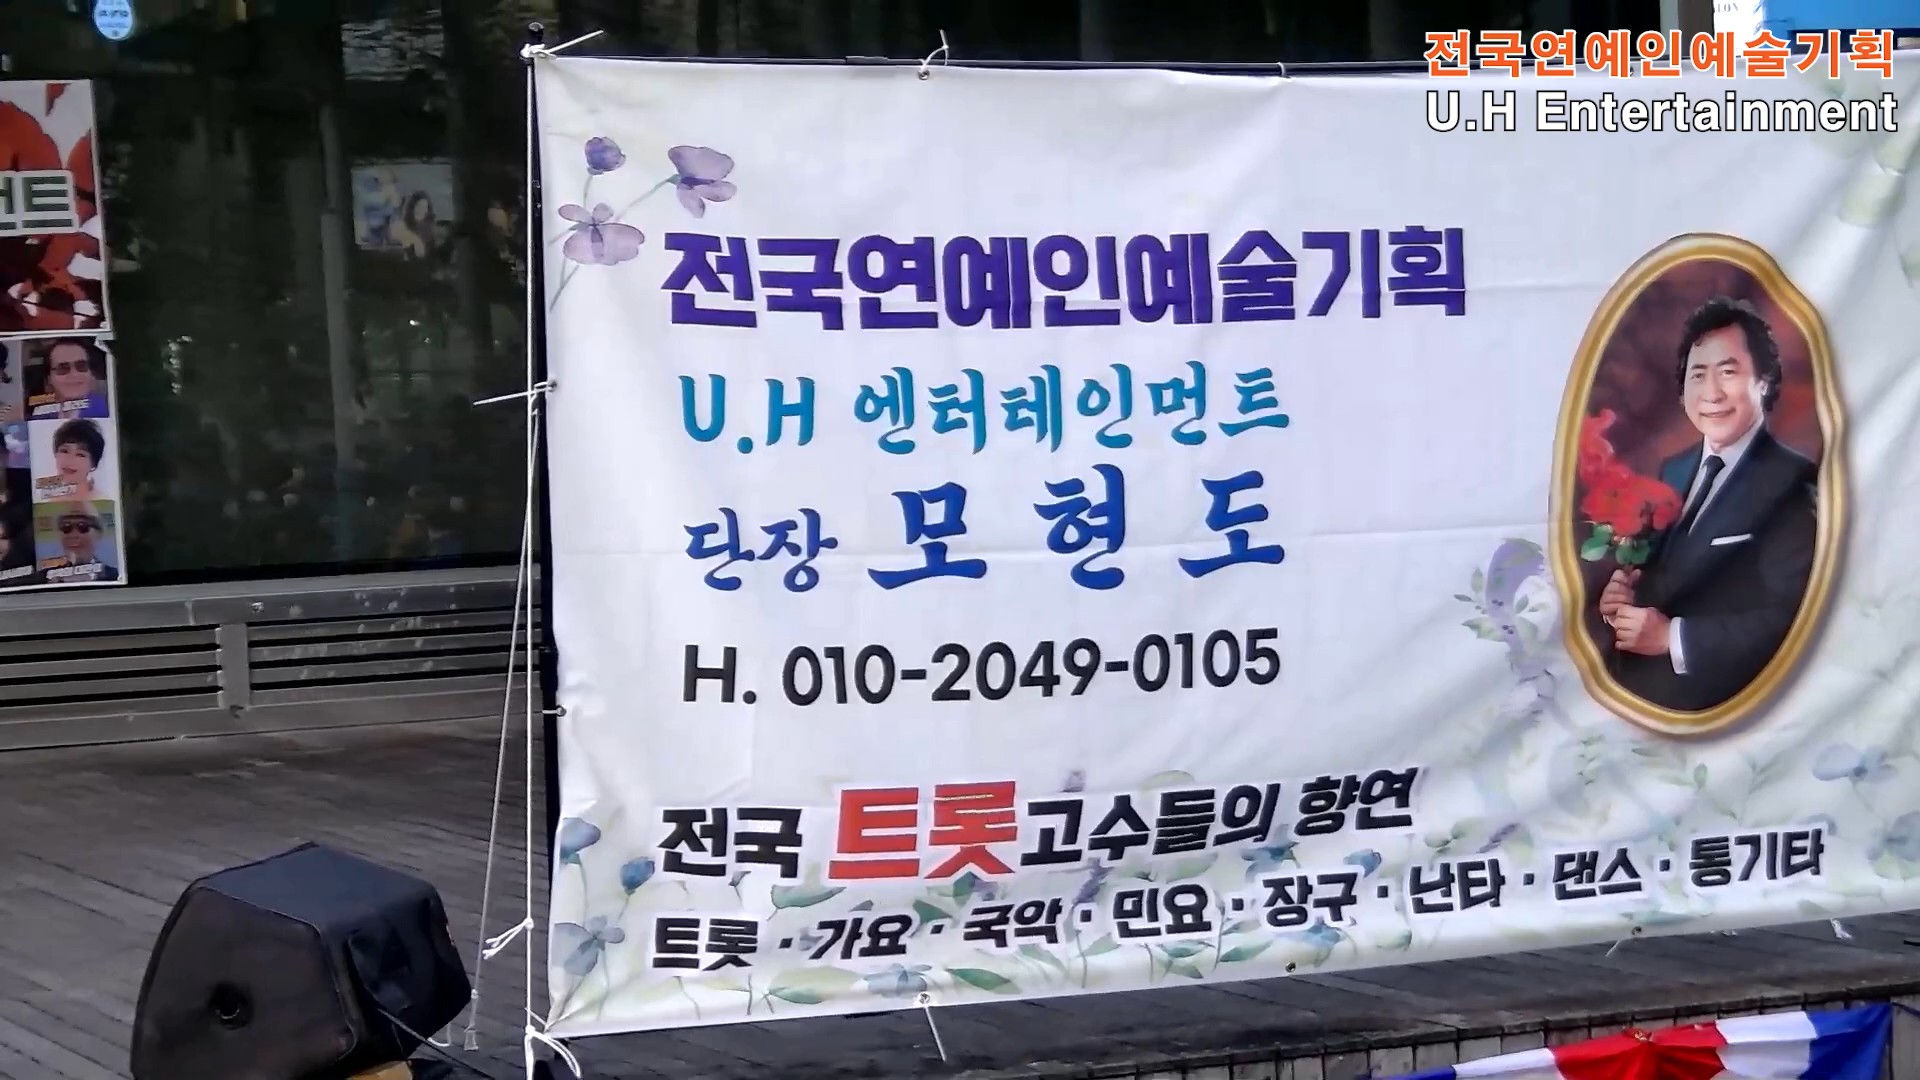 전국연예인예술기획
U.H Entertainment
전국연예인예술기획
U.H 엔터테인먼트
단장 모 현 도
H. 010-2049-0105
전국 트롯고수들의 향연
트롯 · 가요 · 국악 · 민요 · 장구 · 난타 · 댄스 · 통기타